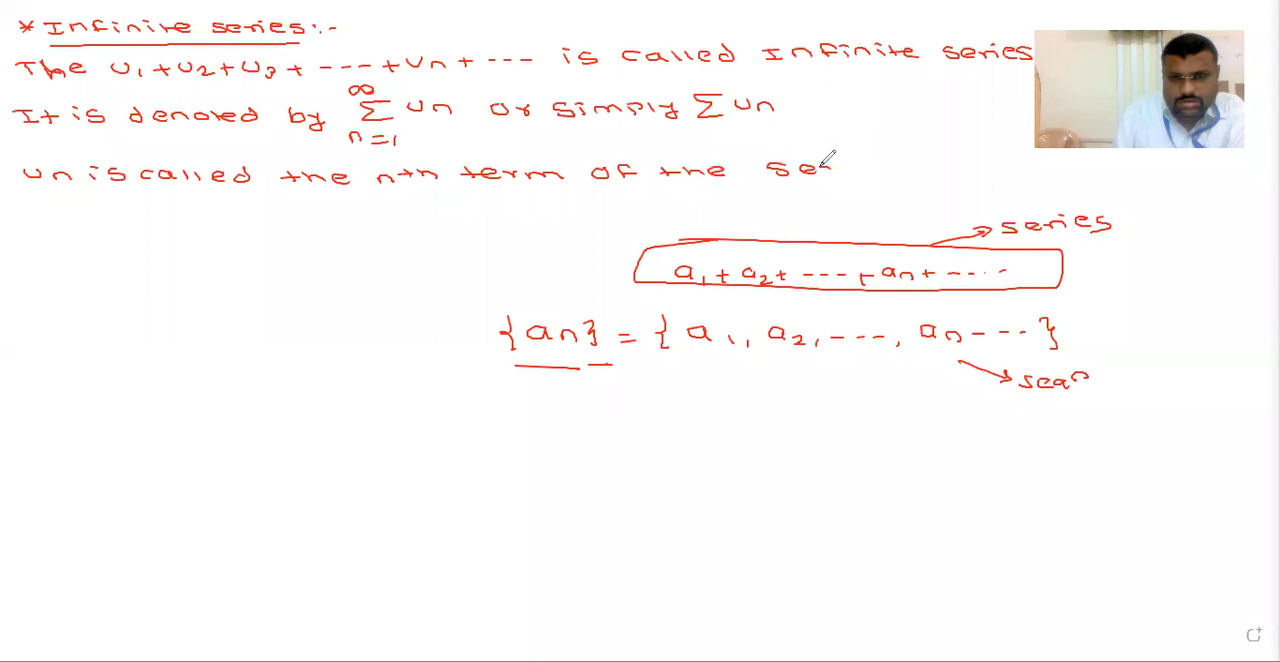 * Infinite series:-
The u₁+u₂+u₃+----+un+--- is called Infinite series
It is denoted by ∞∑n=1 un or simply ∑un
un is called the nth term of the se
series
a₁+a₂+----+an+-----
{an} = {a₁, a₂, ---, an---}